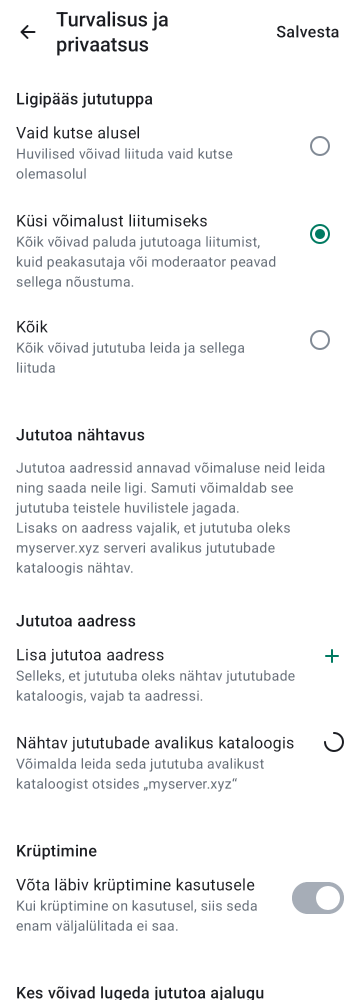 Turvalisus ja
privaatsus
Salvesta
Ligipääs jututuppa
Vaid kutse alusel
Huvilised võivad liituda vaid kutse
olemasolul
Küsi võimalust liitumiseks
Kõik võivad paluda jututoaga liitumist,
kuid peakasutaja või moderaator peavad
sellega nõustuma.
Kõik
Kõik võivad jututuba leida ja sellega
liituda
Jututoa nähtavus
Jututoa aadressid annavad võimaluse neid leida
ning saada neile ligi. Samuti võimaldab see
jututuba teistele huvilistele jagada.
Lisaks on aadress vajalik, et jututuba oleks
myserver.xyz serveri avalikus jututubade
kataloogis nähtav.
Jututoa aadress
Lisa jututoa aadress
Selleks, et jututuba oleks nähtav jututubade
kataloogis, vajab ta aadressi.
Nähtav jututubade avalikus kataloogis
Võimalda leida seda jututuba avalikust
kataloogist otsides „myserver.xyz“
Krüptimine
Võta läbiv krüptimine kasutusele
Kui krüptimine on kasutusel, siis seda
enam väljalülitada ei saa.
Kes võivad lugeda jututoa ajalugu